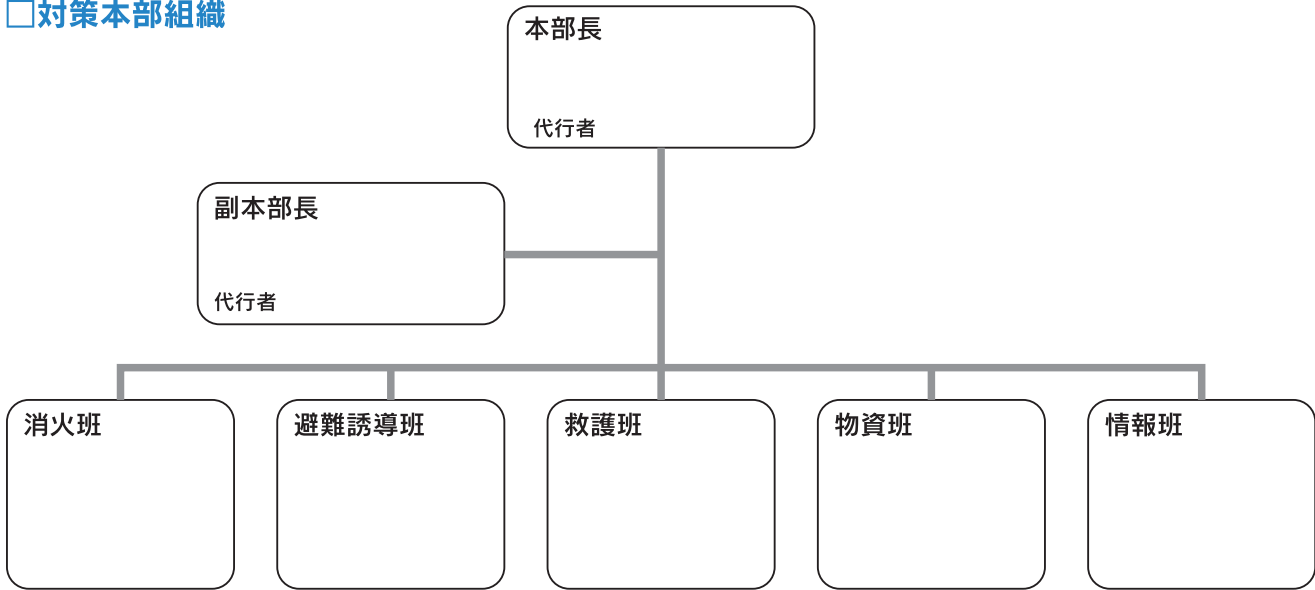 □対策本部組織
本部長
代行者
副本部長
代行者
消火班
避難誘導班
救護班
物資班
情報班